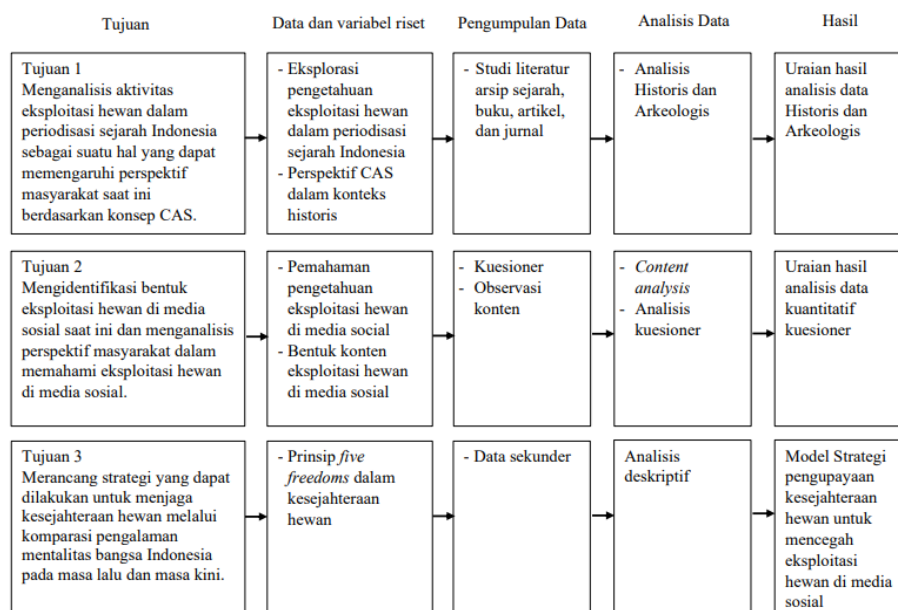 Tujuan
Data dan variabel riset
Pengumpulan Data
Analisis Data
Hasil
Tujuan 1
Menganalisis aktivitas
eksploitasi hewan dalam
periodisasi sejarah Indonesia
sebagai suatu hal yang dapat
memengaruhi perspektif
masyarakat saat ini
berdasarkan konsep CAS.
- Eksplorasi
pengetahuan
eksploitasi hewan
dalam periodisasi
sejarah Indonesia
- Perspektif CAS
dalam konteks
historis
- Studi literatur
arsip sejarah,
buku, artikel,
dan jurnal
- Analisis
Historis dan
Arkeologis
Uraian hasil
analisis data
Historis dan
Arkeologis
Tujuan 2
Mengidentifikasi bentuk
eksploitasi hewan di media
sosial saat ini dan menganalisis
perspektif masyarakat dalam
memahami eksploitasi hewan
di media sosial.
- Pemahaman
pengetahuan
eksploitasi hewan
di media social
- Bentuk konten
eksploitasi hewan
di media sosial
- Kuesioner
- Observasi
konten
- Content
analysis
- Analisis
kuesioner
Uraian hasil
analisis data
kuantitatif
kuesioner
Tujuan 3
Merancang strategi yang dapat
dilakukan untuk menjaga
kesejahteraan hewan melalui
komparasi pengalaman
mentalitas bangsa Indonesia
pada masa lalu dan masa kini.
- Prinsip five
freedoms dalam
kesejahteraan
hewan
- Data sekunder
Analisis
deskriptif
Model Strategi
pengupayaan
kesejahteraan
hewan untuk
mencegah
eksploitasi
hewan di media
sosial